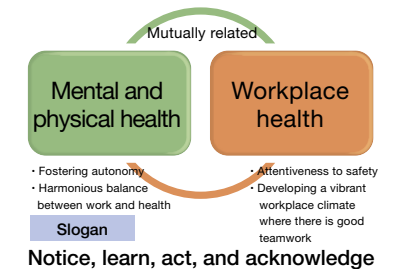 Mutually related
Mental and
physical health
Workplace
health
・Fostering autonomy
・Harmonious balance
between work and health
・Attentiveness to safety
・Developing a vibrant
workplace climate
where there is good
teamwork
Slogan
Notice, learn, act, and acknowledge